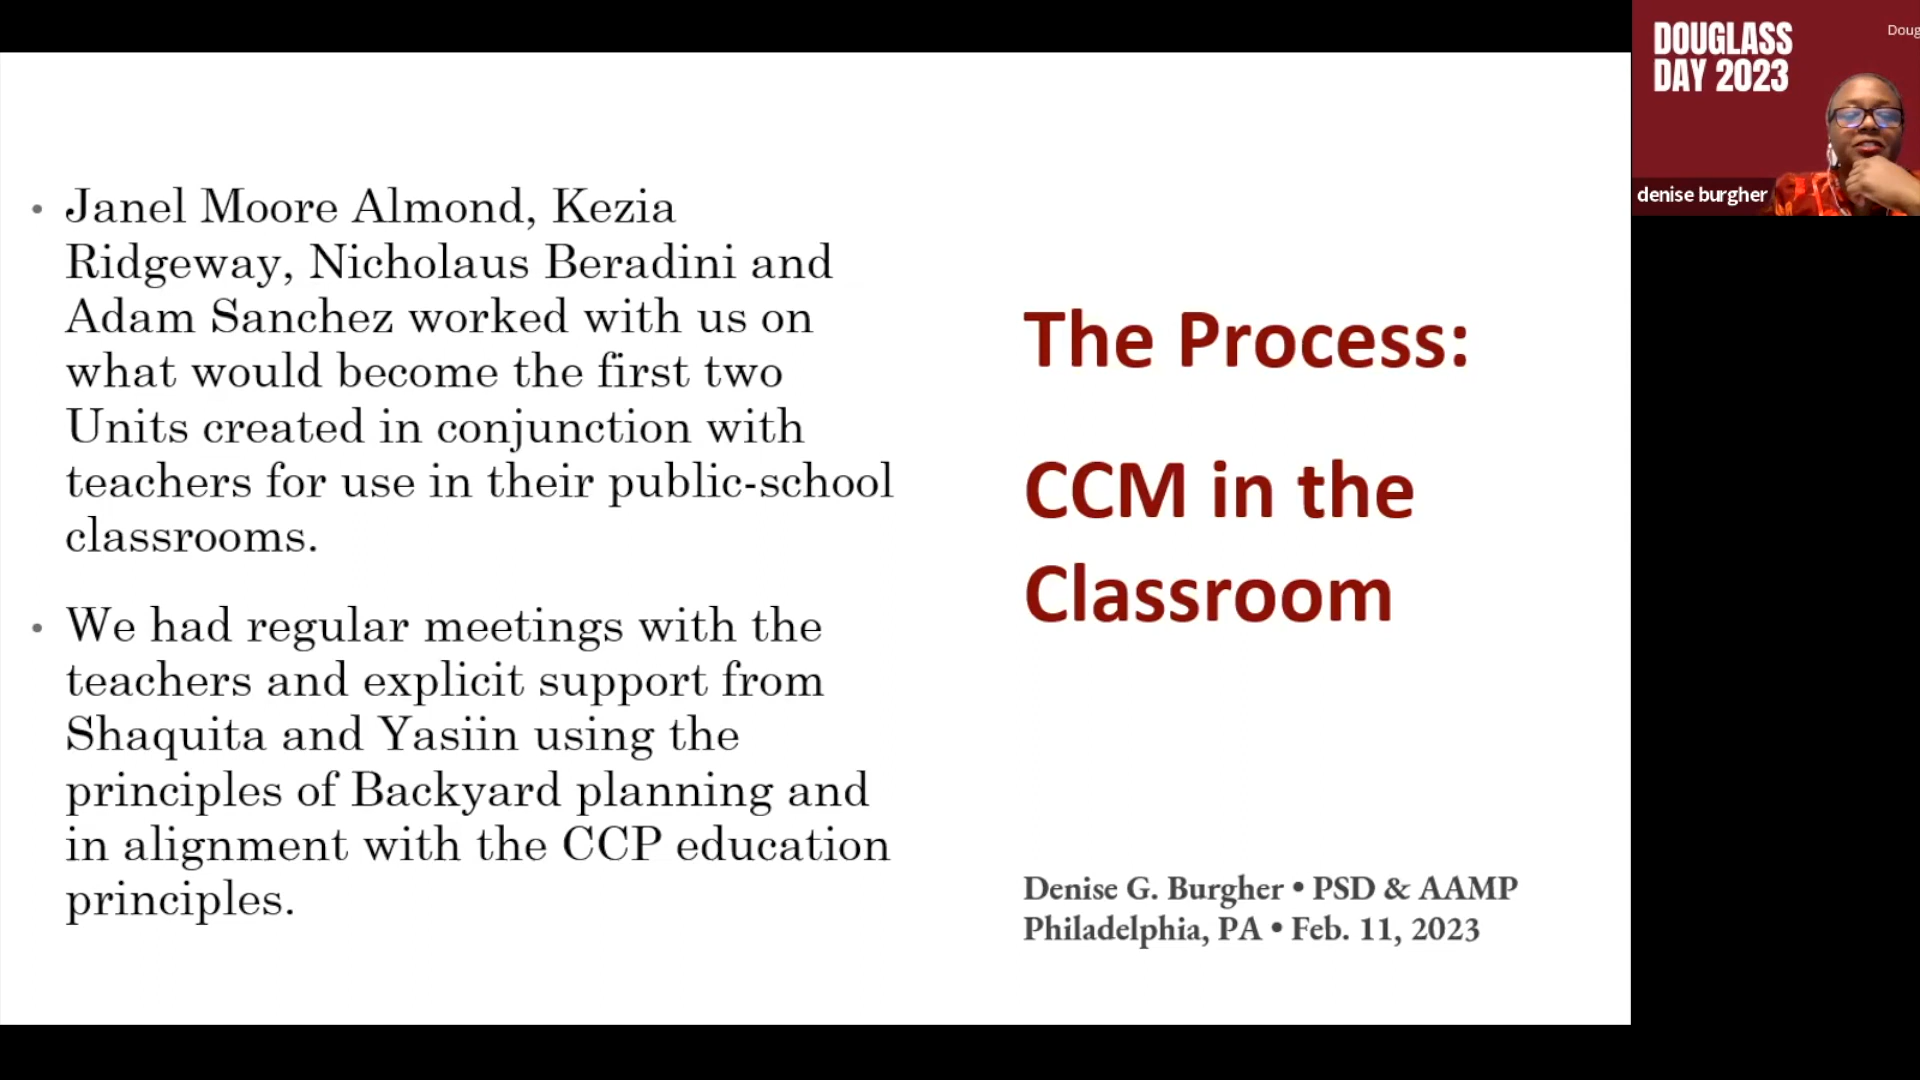 • Janel Moore Almond, Kezia
Ridgeway, Nicholaus Beradini and
Adam Sanchez worked with us on
what would become the first two
Units created in conjunction with
teachers for use in their public-school
classrooms.
• We had regular meetings with the
teachers and explicit support from
Shaquita and Yasiin using the
principles of Backyard planning and
in alignment with the CCP education
principles.
The Process:
CCM in the
Classroom
Denise G. Burgher • PSD & AAMP
Philadelphia, PA • Feb. 11, 2023
DOUGLASS
DAY 2023
Doug
denise burgher